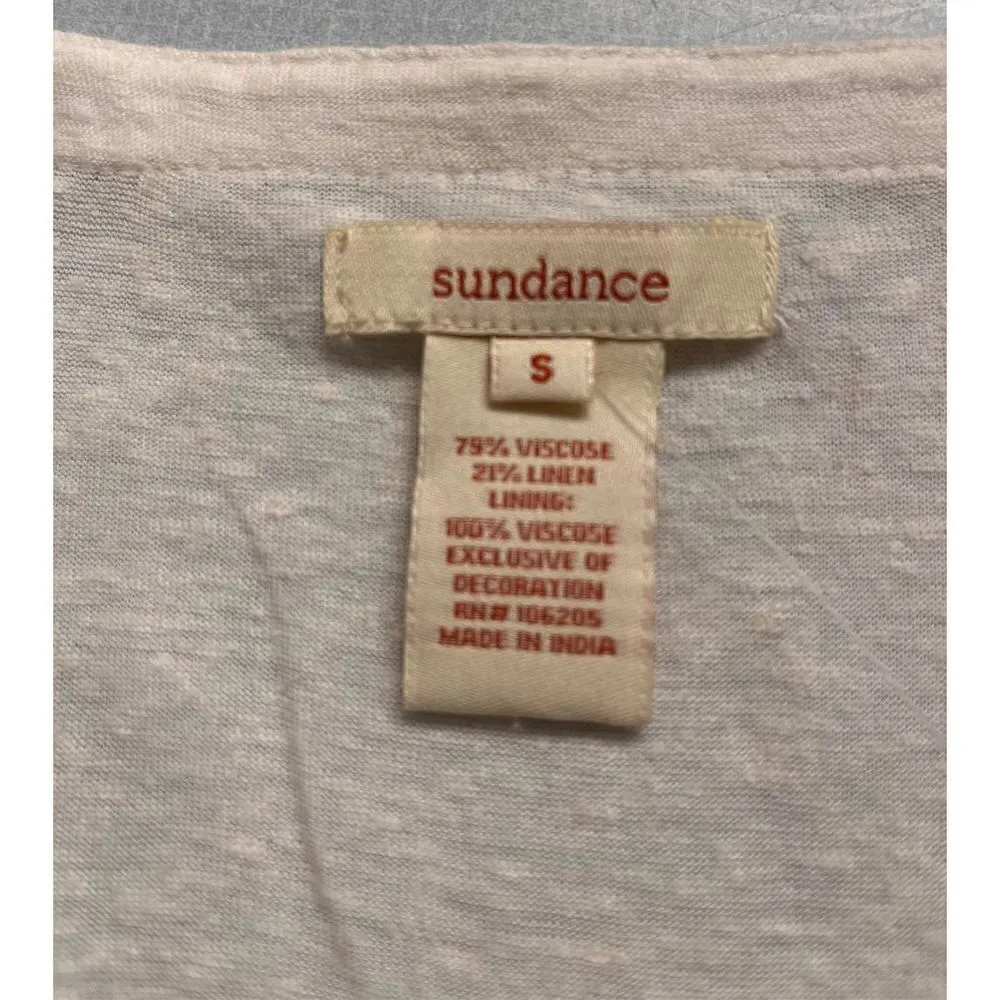 sundance
S
79% VISCOSE
21% LINEN
LINING:
100% VISCOSE
EXCLUSIVE OF
DECORATION
RN# 106205
MADE IN INDIA